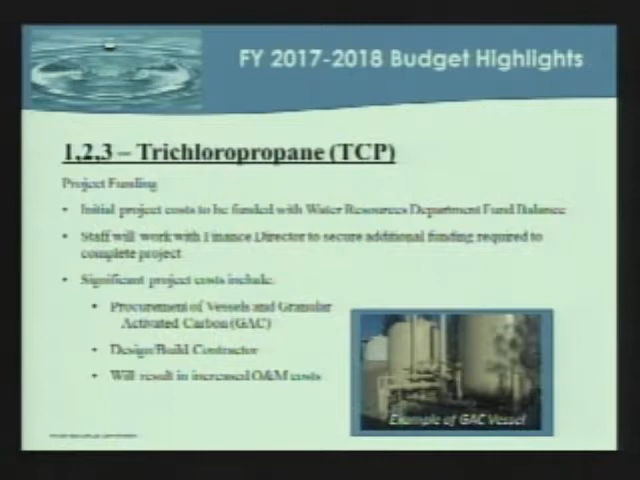 FY 2017-2018 Budget Highlights
1,2,3 – Trichloropropane (TCP)
Project Funding
• Initial project costs to be funded with Water Resources Department Fund Balance
• Staff will work with Finance Director to secure additional funding required to
complete project
• Significant project costs include:
• Procurement of Vessels and Granular
Activated Carbon (GAC)
• Design/Build Contractor
• Will result in increased O&M costs
Example of GAC Vessel